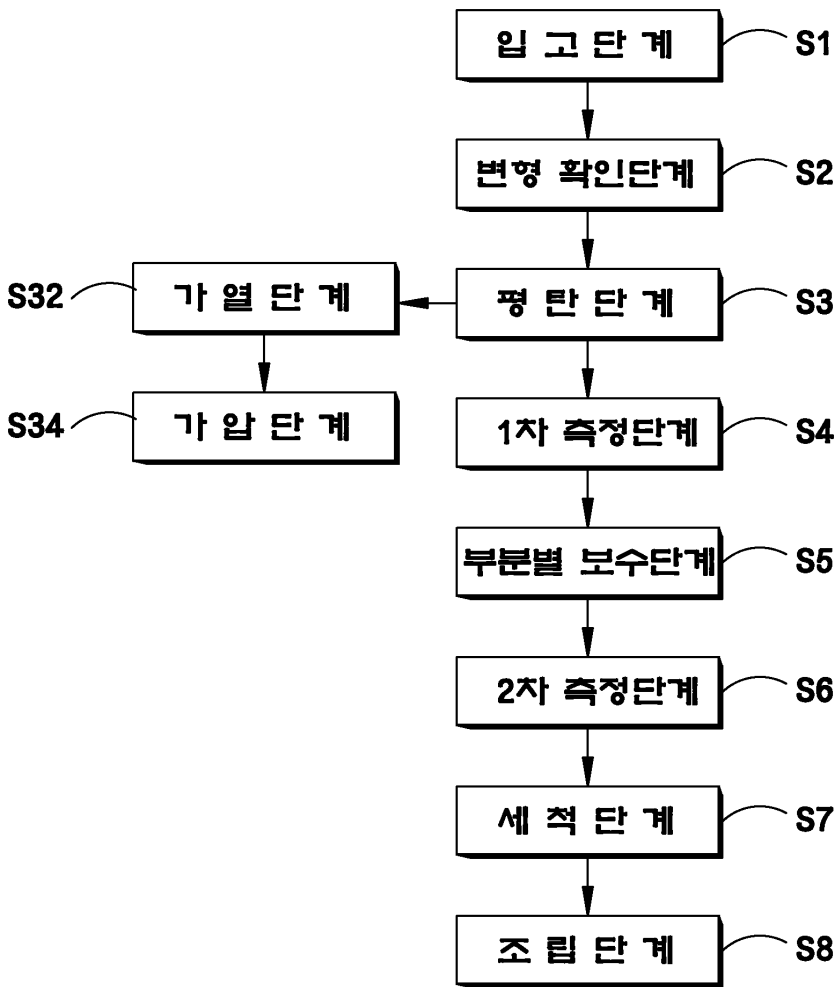 입고단계 S1
변형 확인단계 S2
S32 가열단계 평탄단계 S3
S34 가압단계 1차 측정단계 S4
부분별 보수단계 S5
2차 측정단계 S6
세척단계 S7
조립단계 S8